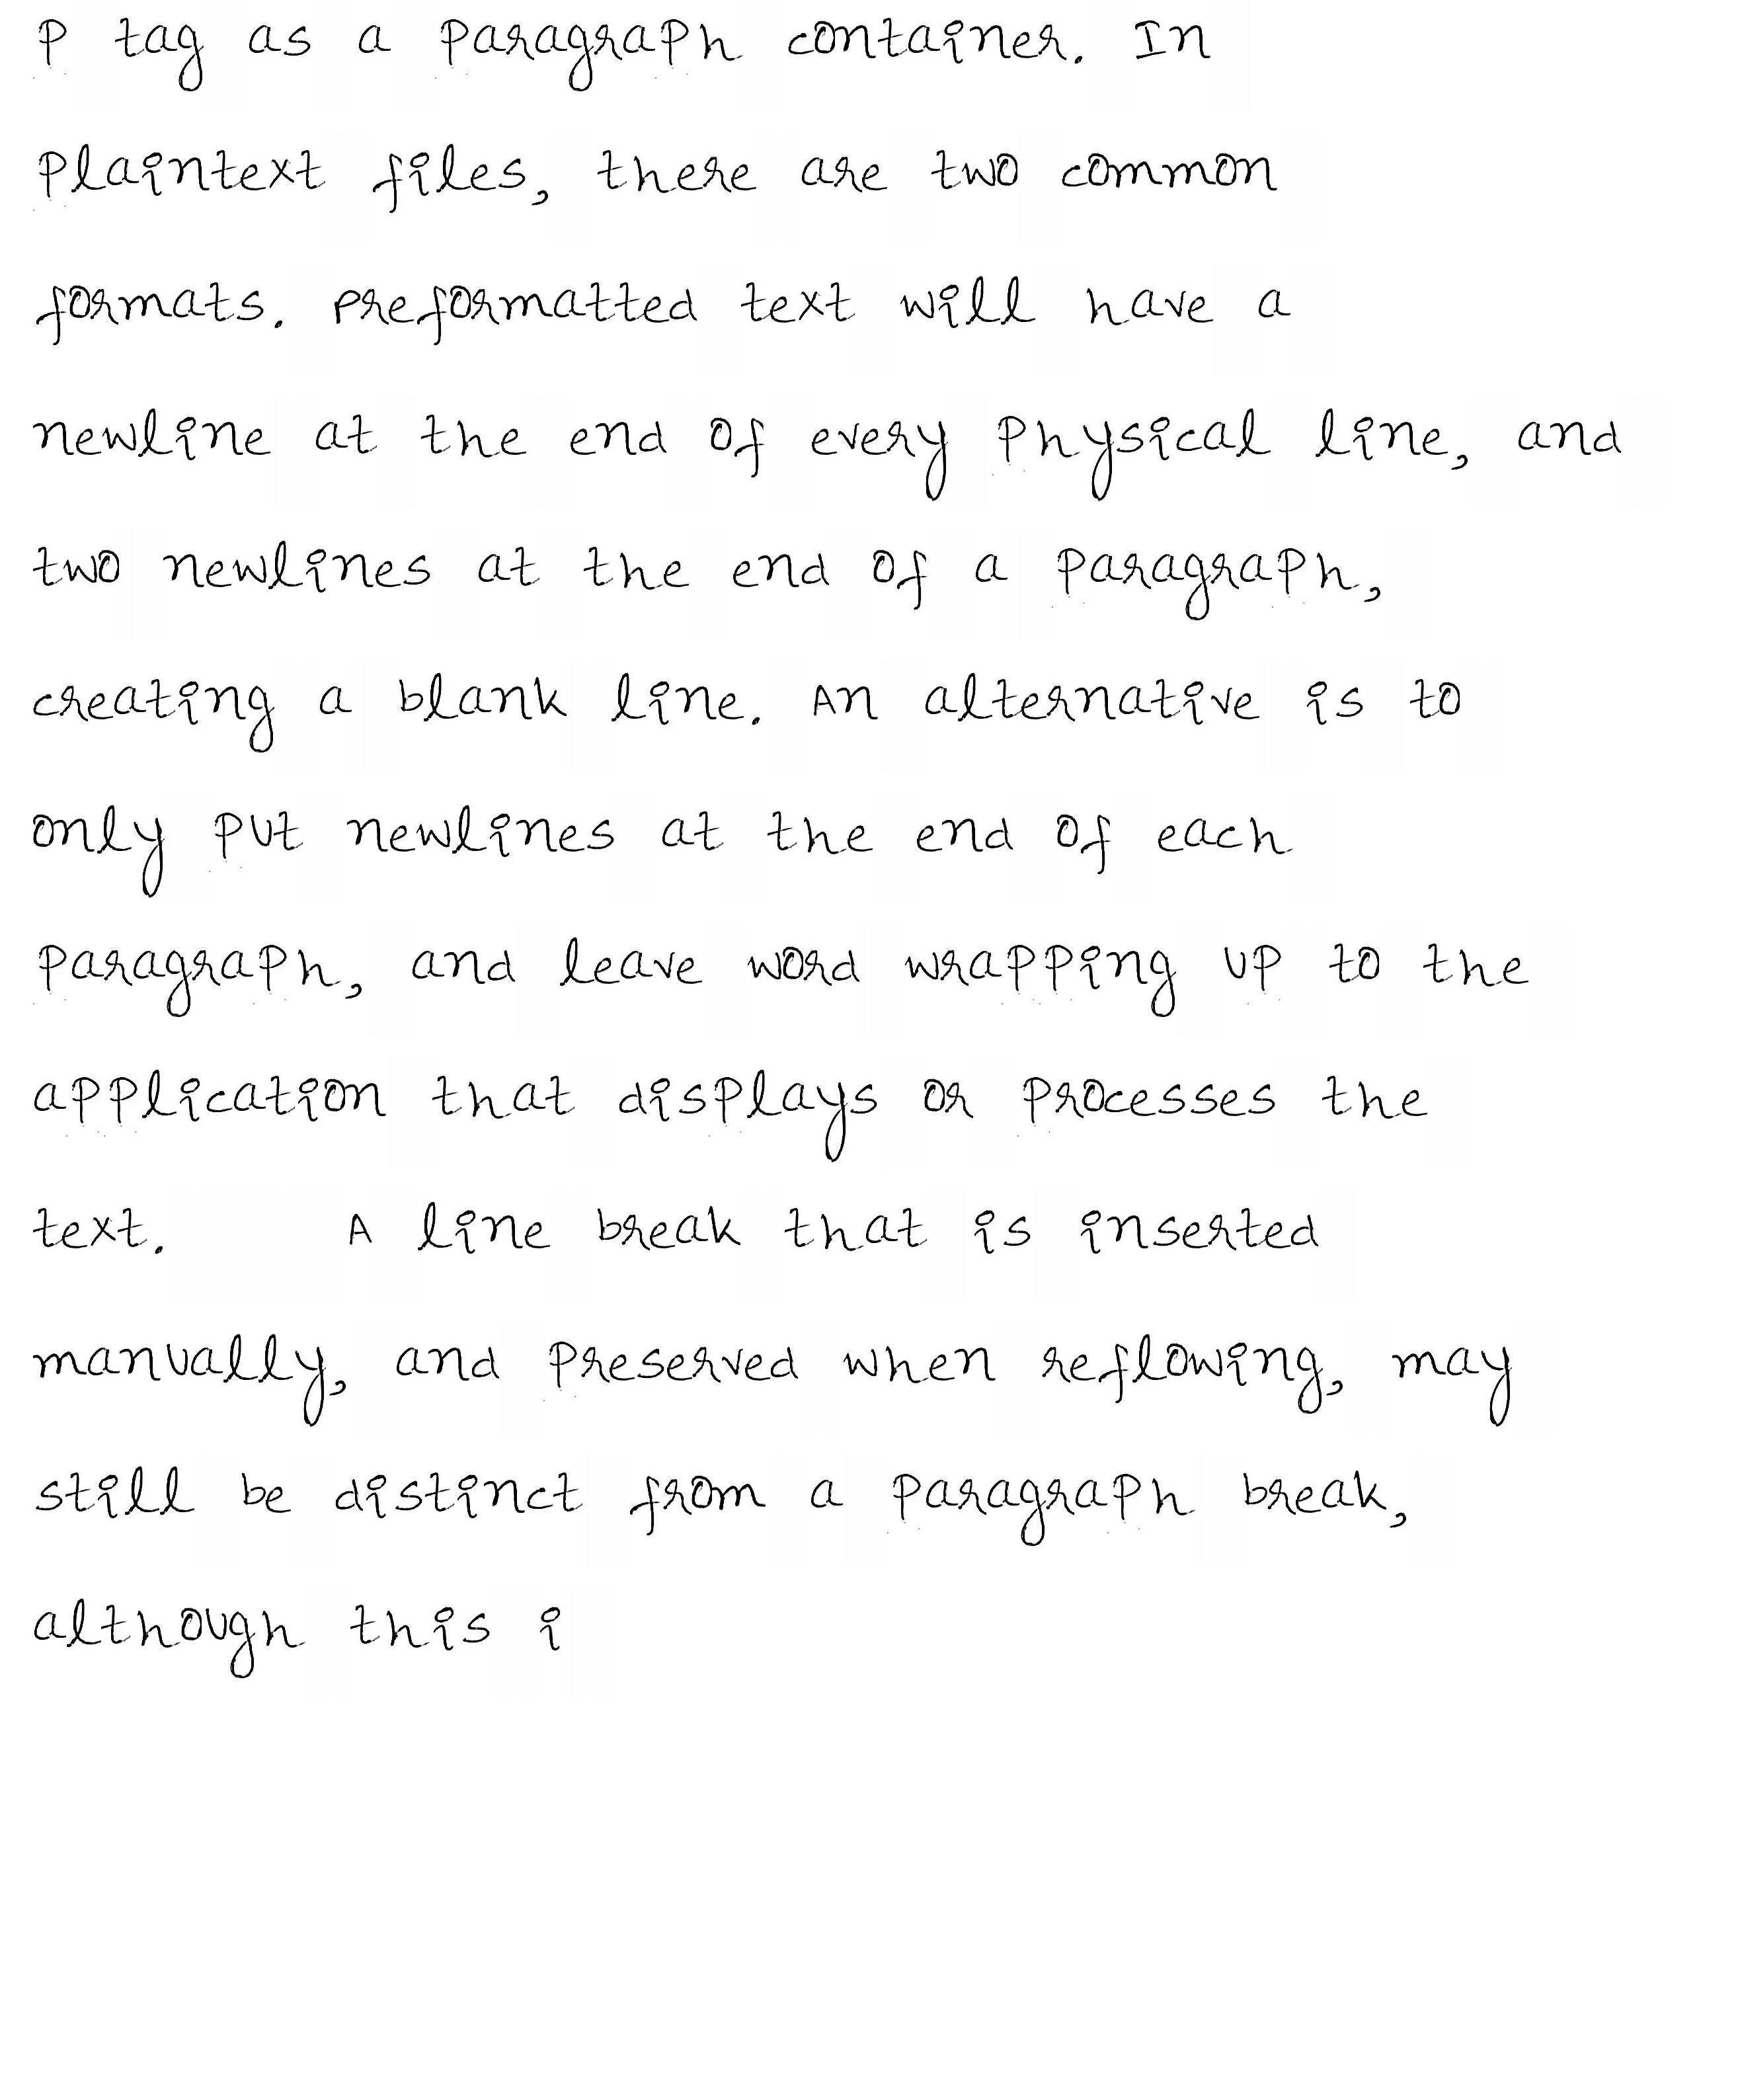 p tag as a paragraph container. In
plaintext files, there are two common
formats. Preformatted text will have a
newline at the end of every physical line, and
two newlines at the end of a paragraph,
creating a blank line. An alternative is to
only put newlines at the end of each
paragraph, and leave word wrapping up to the
application that displays or processes the
text. A line break that is inserted
manually, and preserved when reflowing, may
still be distinct from a paragraph break,
although this i